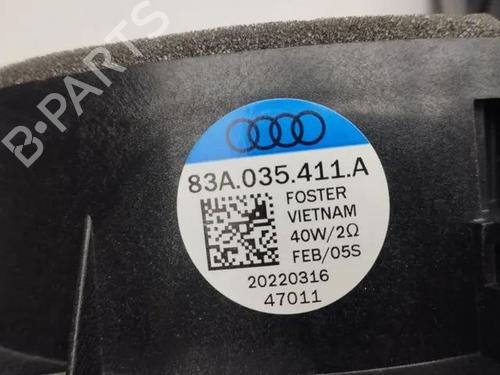 B-PARTS
83A.035.411.A
FOSTER
VIETNAM
40W/2Ω
FEB/05S
20220316
47011